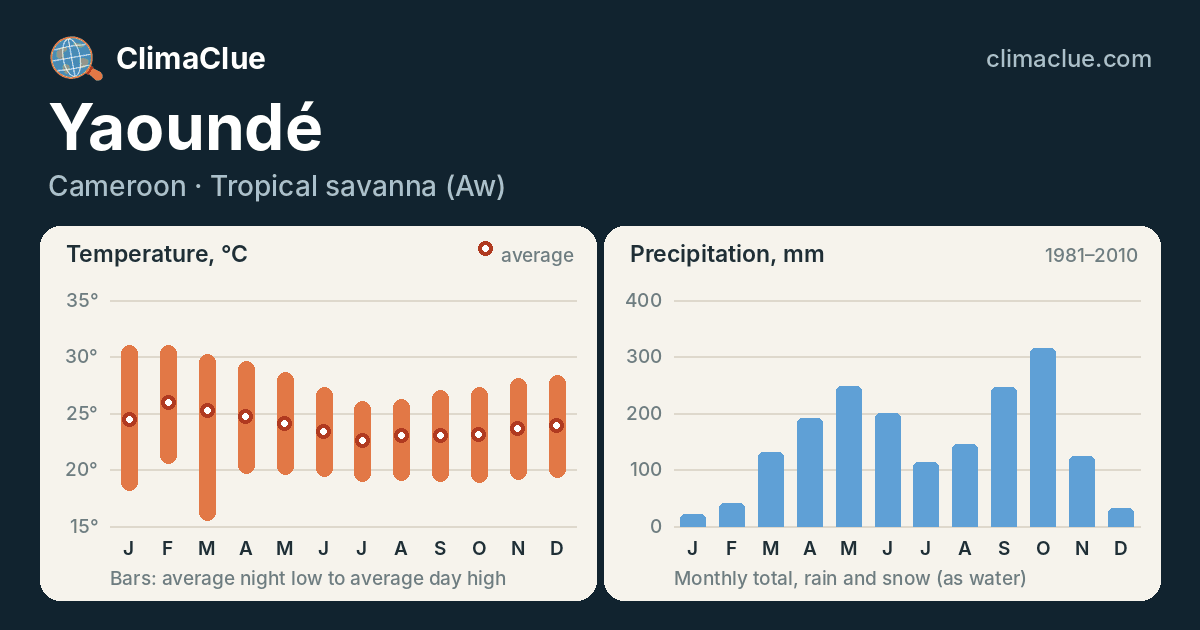 ClimaClue
climaclue.com
Yaoundé
Cameroon · Tropical savanna (Aw)
Temperature, °C
average
35°
30°
25°
20°
15°
J F M A M J J A S O N D
Bars: average night low to average day high
Precipitation, mm
1981–2010
400
300
200
100
0
J F M A M J J A S O N D
Monthly total, rain and snow (as water)